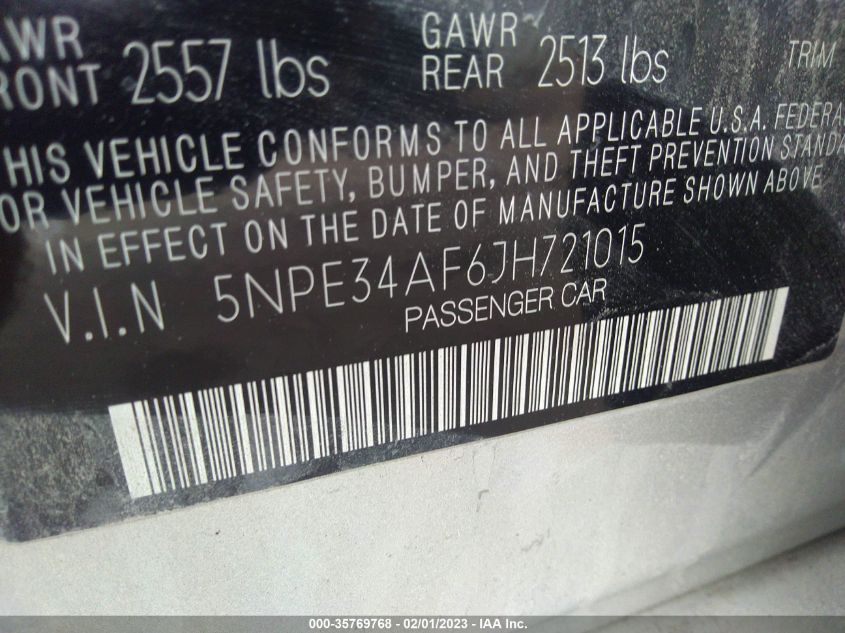 GAWR
FRONT 2557 lbs
GAWR
REAR 2513 lbs
TRIM
THIS VEHICLE CONFORMS TO ALL APPLICABLE U.S.A. FEDERA
FOR VEHICLE SAFETY, BUMPER, AND THEFT PREVENTION STANDA
IN EFFECT ON THE DATE OF MANUFACTURE SHOWN ABOVE
V.I.N 5NPE34AF6JH721015
PASSENGER CAR
000-35769768 - 02/01/2023 - IAA Inc.